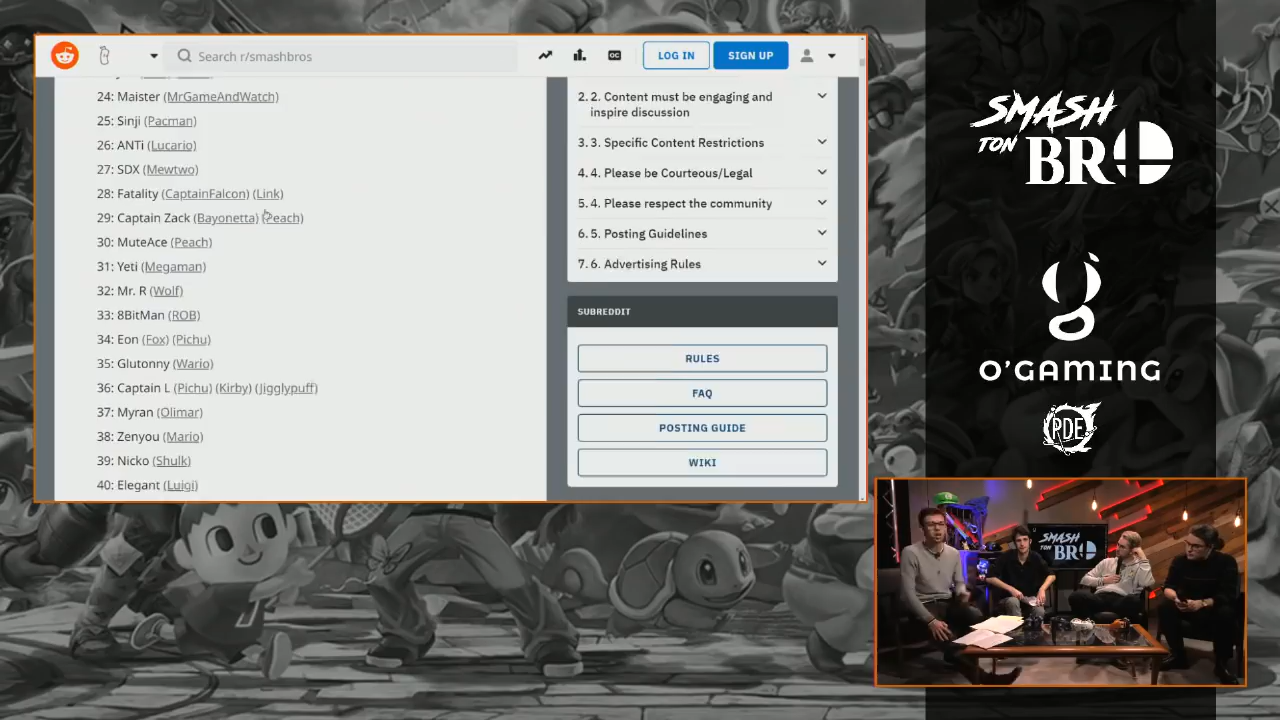 Search r/smashbros
LOG IN
SIGN UP
24: Maister (MrGameAndWatch)
25: Sinji (Pacman)
26: ANTi (Lucario)
27: SDX (Mewtwo)
28: Fatality (CaptainFalcon) (Link)
29: Captain Zack (Bayonetta) (Peach)
30: MuteAce (Peach)
31: Yeti (Megaman)
32: Mr. R (Wolf)
33: 8BitMan (ROB)
34: Eon (Fox) (Pichu)
35: Glutonny (Wario)
36: Captain L (Pichu) (Kirby) (Jigglypuff)
37: Myran (Olimar)
38: Zenyou (Mario)
39: Nicko (Shulk)
40: Elegant (Luigi)
2. 2. Content must be engaging and
inspire discussion
3. 3. Specific Content Restrictions
4. 4. Please be Courteous/Legal
5. 4. Please respect the community
6. 5. Posting Guidelines
7. 6. Advertising Rules
SUBREDDIT
RULES
FAQ
POSTING GUIDE
WIKI
SMASH
TON BRO
O'GAMING
PDE
SMASH
TON BRO